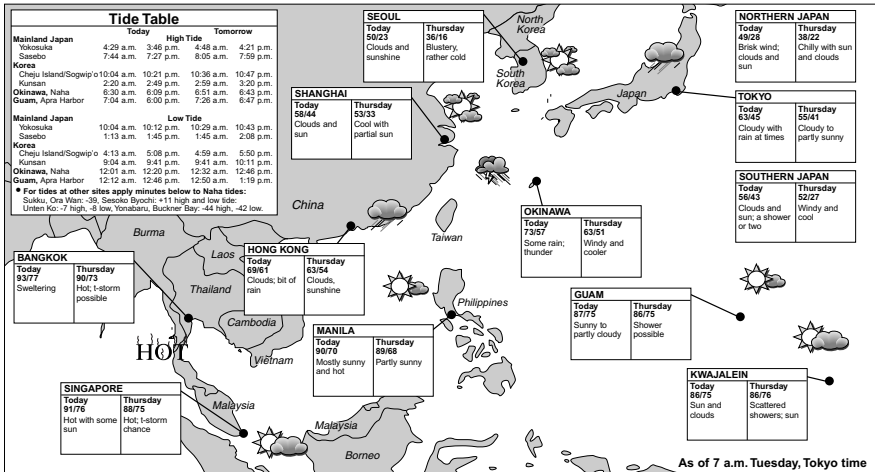 Tide Table
Today Tomorrow
Mainland Japan High Tide
Yokosuka 4:29 a.m. 3:46 p.m. 4:48 a.m. 4:21 p.m.
Sasebo 7:44 a.m. 7:27 p.m. 8:05 a.m. 7:59 p.m.
Korea
Cheju Island/Sogwip'o 10:04 a.m. 10:21 p.m. 10:36 a.m. 10:47 p.m.
Kunsan 2:20 a.m. 2:49 p.m. 2:59 a.m. 3:20 p.m.
Okinawa, Naha 6:30 a.m. 6:09 p.m. 6:51 a.m. 6:43 p.m.
Guam, Apra Harbor 7:04 a.m. 6:00 p.m. 7:26 a.m. 6:47 p.m.
Mainland Japan Low Tide
Yokosuka 10:04 a.m. 10:12 p.m. 10:29 a.m. 10:43 p.m.
Sasebo 1:13 a.m. 1:45 p.m. 1:45 a.m. 2:08 p.m.
Korea
Cheju Island/Sogwip'o 4:13 a.m. 5:08 p.m. 4:59 a.m. 5:50 p.m.
Kunsan 9:04 a.m. 9:41 p.m. 9:41 a.m. 10:11 p.m.
Okinawa, Naha 12:01 a.m. 12:20 p.m. 12:32 a.m. 12:46 p.m.
Guam, Apra Harbor 12:12 a.m. 12:46 p.m. 12:50 a.m. 1:19 p.m.
• For tides at other sites apply minutes below to Naha tides:
Sukku, Ora Wan: -39, Sesoko Byochi: +11 high and low tide:
Unten Ko: -7 high, -8 low, Yonabaru, Buckner Bay: -44 high, -42 low.
SEOUL
Today Thursday
50/23 36/16
Clouds and Blustery,
sunshine rather cold
North
Korea
South
Korea
Japan
NORTHERN JAPAN
Today Thursday
49/28 38/22
Brisk wind; Chilly with sun
clouds and and clouds
sun
SHANGHAI
Today Thursday
58/44 53/33
Clouds and Cool with
sun partial sun
TOKYO
Today Thursday
63/45 55/41
Cloudy with Cloudy to
rain at times partly sunny
SOUTHERN JAPAN
Today Thursday
56/43 52/27
Clouds and Windy and
sun; a shower cool
or two
China
Taiwan
OKINAWA
Today Thursday
73/57 63/51
Some rain; Windy and
thunder cooler
Burma
Laos
Thailand
Cambodia
Vietnam
BANGKOK
Today Thursday
93/77 90/73
Sweltering Hot; t-storm
possible
HONG KONG
Today Thursday
69/61 63/54
Clouds; bit of Clouds,
rain sunshine
Philippines
GUAM
Today Thursday
87/75 86/75
Sunny to Shower
partly cloudy possible
HOT
MANILA
Today Thursday
90/70 89/68
Mostly sunny Partly sunny
and hot
KWAJALEIN
Today Thursday
86/75 86/76
Sun and Scattered
clouds showers; sun
SINGAPORE
Today Thursday
91/76 88/75
Hot with some Hot; t-storm
sun chance
Malaysia
Malaysia
Borneo
As of 7 a.m. Tuesday, Tokyo time